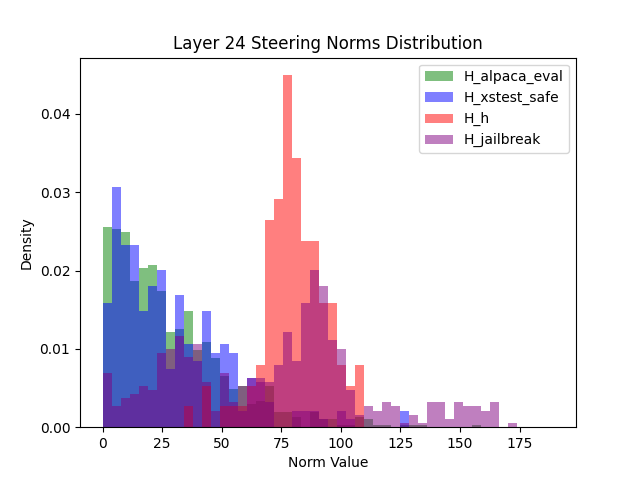 Layer 24 Steering Norms Distribution
H_alpaca_eval
H_xstest_safe
H_h
H_jailbreak
0.04
0.03
0.02
0.01
0.00
Density
0
25
50
75
100
125
150
175
Norm Value